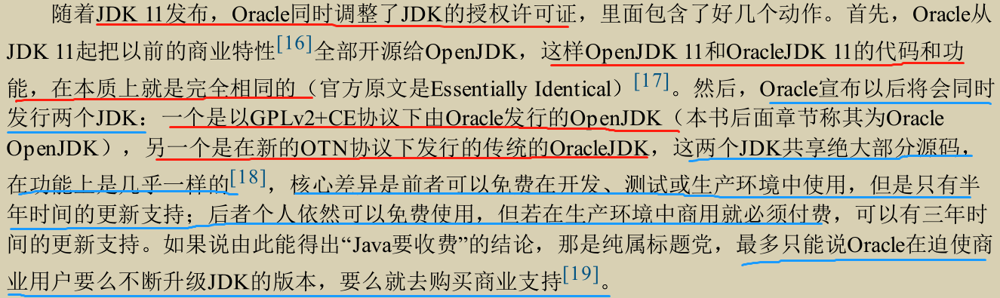 随着JDK 11发布，Oracle同时调整了JDK的授权许可证，里面包含了好几个动作。首先，Oracle从
JDK 11起把以前的商业特性[16]全部开源给OpenJDK，这样OpenJDK 11和OracleJDK 11的代码和功
能，在本质上就是完全相同的（官方原文是Essentially Identical）[17]。然后，Oracle宣布以后将会同时
发行两个JDK：一个是以GPLv2+CE协议下由Oracle发行的OpenJDK（本书后面章节称其为Oracle
OpenJDK），另一个是在新的OTN协议下发行的传统的OracleJDK，这两个JDK共享绝大部分源码，
在功能上是几乎一样的[18]，核心差异是前者可以免费在开发、测试或生产环境中使用，但是只有半
年时间的更新支持；后者个人依然可以免费使用，但若在生产环境中商用就必须付费，可以有三年时
间的更新支持。如果说由此能得出“Java要收费”的结论，那是纯属标题党，最多只能说Oracle在迫使商
业用户要么不断升级JDK的版本，要么就去购买商业支持[19]。